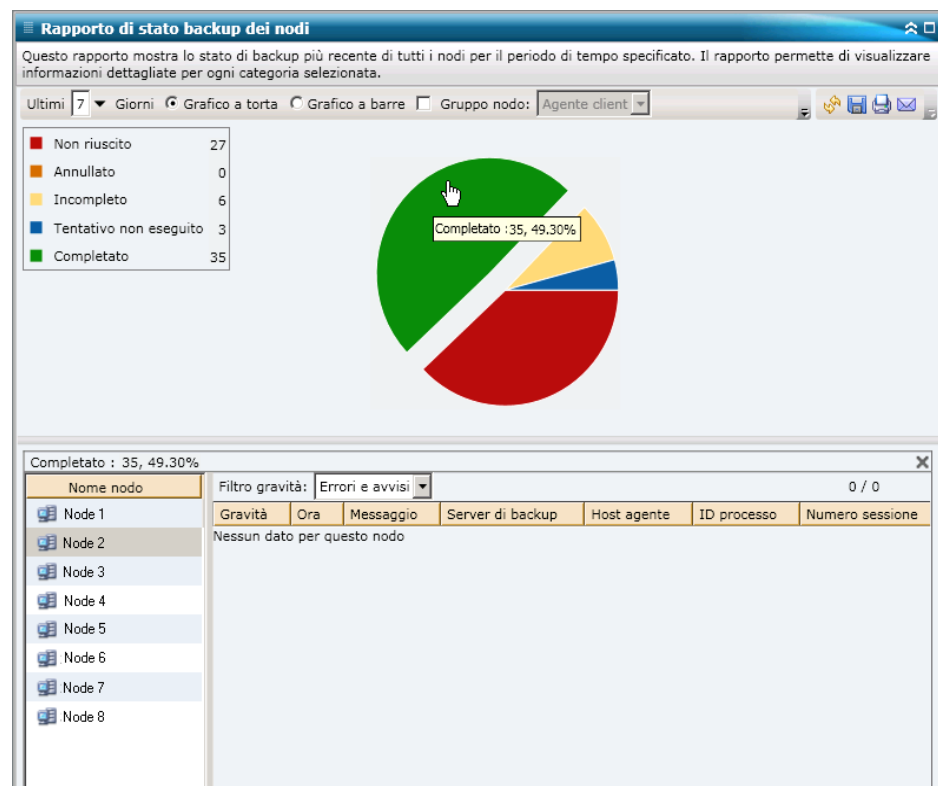 Rapporto di stato backup dei nodi
Questo rapporto mostra lo stato di backup più recente di tutti i nodi per il periodo di tempo specificato. Il rapporto permette di visualizzare
informazioni dettagliate per ogni categoria selezionata.
Ultimi 7 Giorni Grafico a torta Grafico a barre Gruppo nodo: Agente client
Non riuscito 27
Annullato 0
Incompleto 6
Tentativo non eseguito 3
Completato 35
Completato :35, 49.30%
Completato : 35, 49.30%
Nome nodo
Filtro gravità: Errori e avvisi 0 / 0
Gravità Ora Messaggio Server di backup Host agente ID processo Numero sessione
Nessun dato per questo nodo
Node 1
Node 2
Node 3
Node 4
Node 5
Node 6
Node 7
Node 8